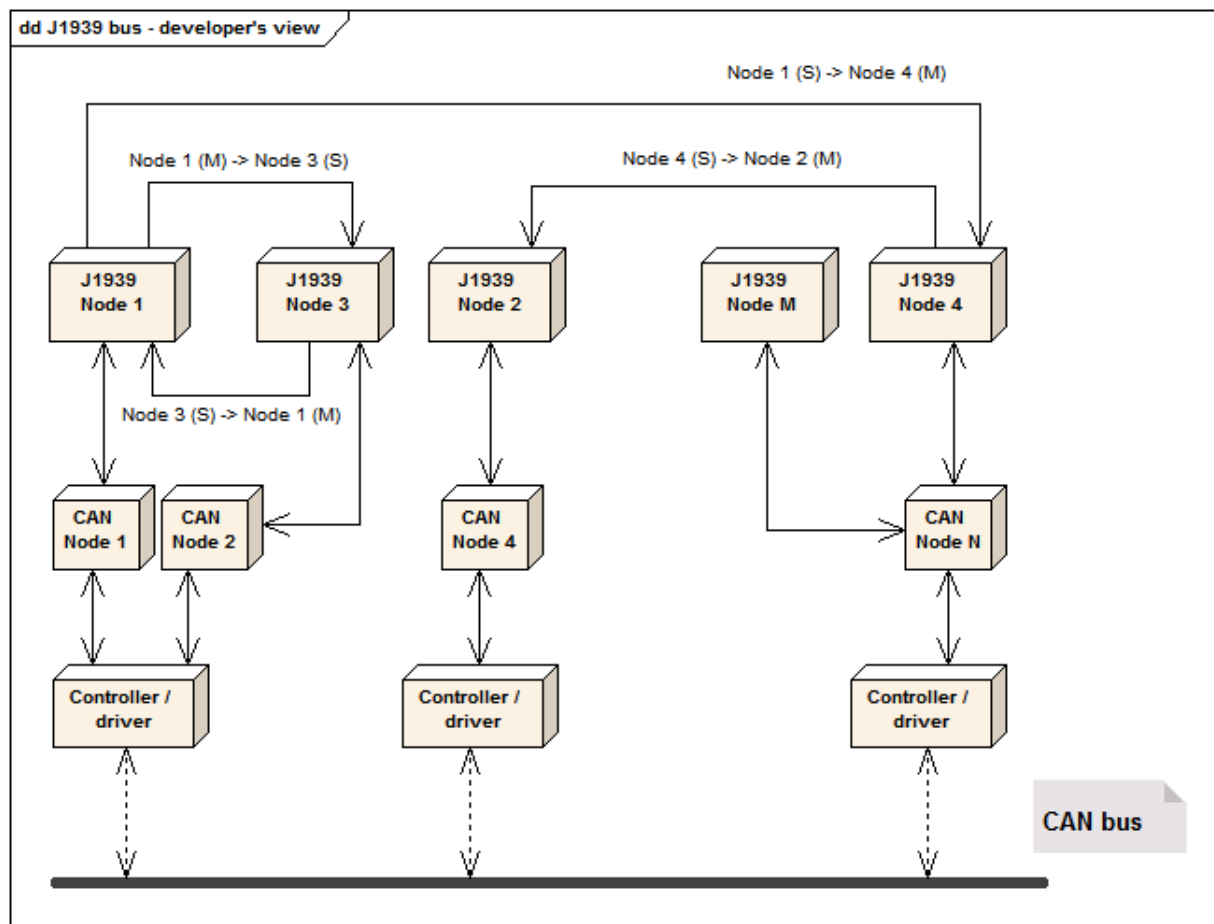 dd J1939 bus - developer's view
Node 1 (S) -> Node 4 (M)
Node 1 (M) -> Node 3 (S)
Node 4 (S) -> Node 2 (M)
J1939
Node 1
J1939
Node 3
J1939
Node 2
J1939
Node M
J1939
Node 4
Node 3 (S) -> Node 1 (M)
CAN
Node 1
CAN
Node 2
CAN
Node 4
CAN
Node N
Controller /
driver
Controller /
driver
Controller /
driver
CAN bus